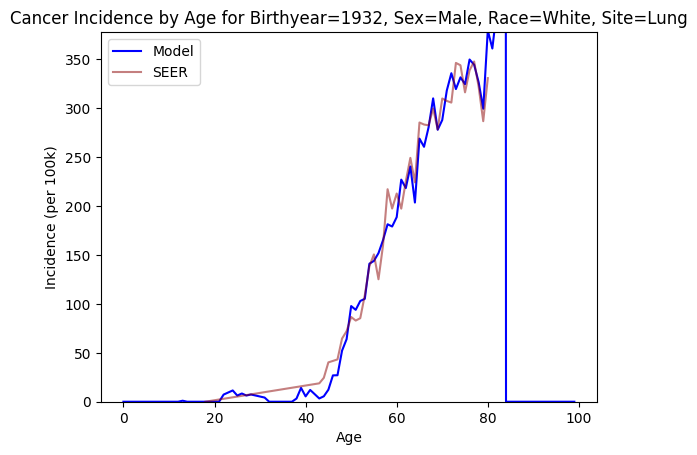 Cancer Incidence by Age for Birthyear=1932, Sex=Male, Race=White, Site=Lung
Model
SEER
350
300
250
200
150
100
50
0
Incidence (per 100k)
0 20 40 60 80 100
Age